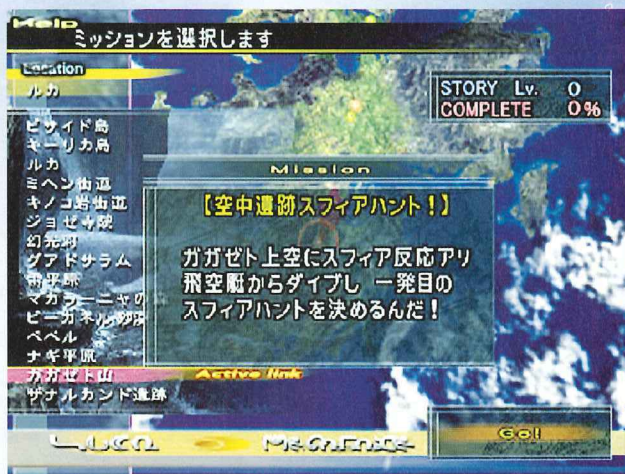 Help
ミッションを選択します
Location
ルカ
STORY Lv. 0
COMPLETE 0%
ビサイド島
キーリカ島
ルカ
ミヘン街道
キノコ岩街道
ジョゼ寺院
幻光河
グアドサラム
雷平原
マカラーニャの
ビーカネル砂漠
ベベル
ナギ平原
ガガゼト山
Active link
ザナルカンド遺跡
Mission
【空中遺跡スフィアハント!】
ガガゼト上空にスフィア反応アリ
飛空艇からダイブし 一発目の
スフィアハントを決めるんだ!
Go!